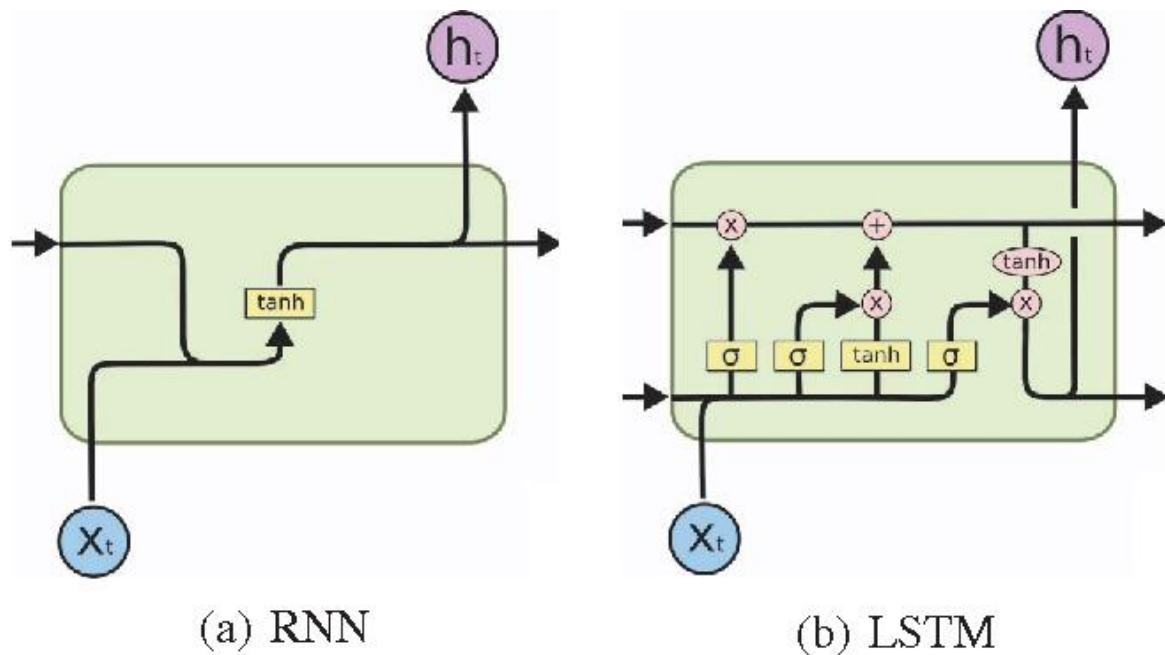 hₜ
tanh
xₜ
(a) RNN
hₜ
x +
tanh
x x
σ σ tanh σ
xₜ
(b) LSTM